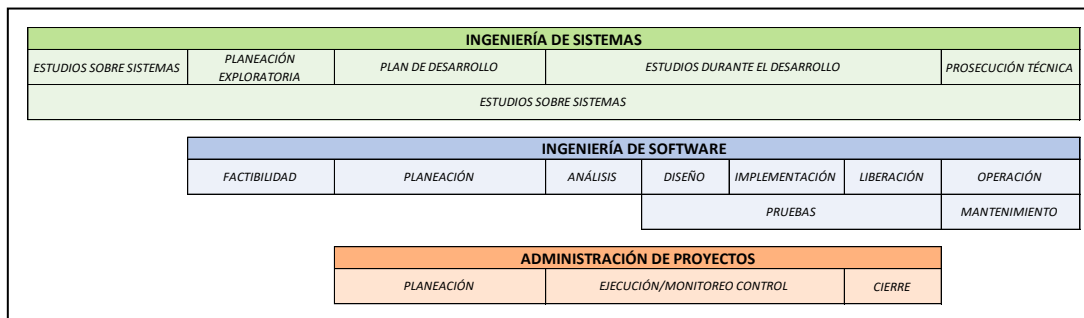 INGENIERÍA DE SISTEMAS
ESTUDIOS SOBRE SISTEMAS
PLANEACIÓN
EXPLORATORIA
PLAN DE DESARROLLO
ESTUDIOS DURANTE EL DESARROLLO
PROSECUCIÓN TÉCNICA
ESTUDIOS SOBRE SISTEMAS
INGENIERÍA DE SOFTWARE
FACTIBILIDAD
PLANEACIÓN
ANÁLISIS
DISEÑO
IMPLEMENTACIÓN
LIBERACIÓN
OPERACIÓN
PRUEBAS
MANTENIMIENTO
ADMINISTRACIÓN DE PROYECTOS
PLANEACIÓN
EJECUCIÓN/MONITOREO CONTROL
CIERRE